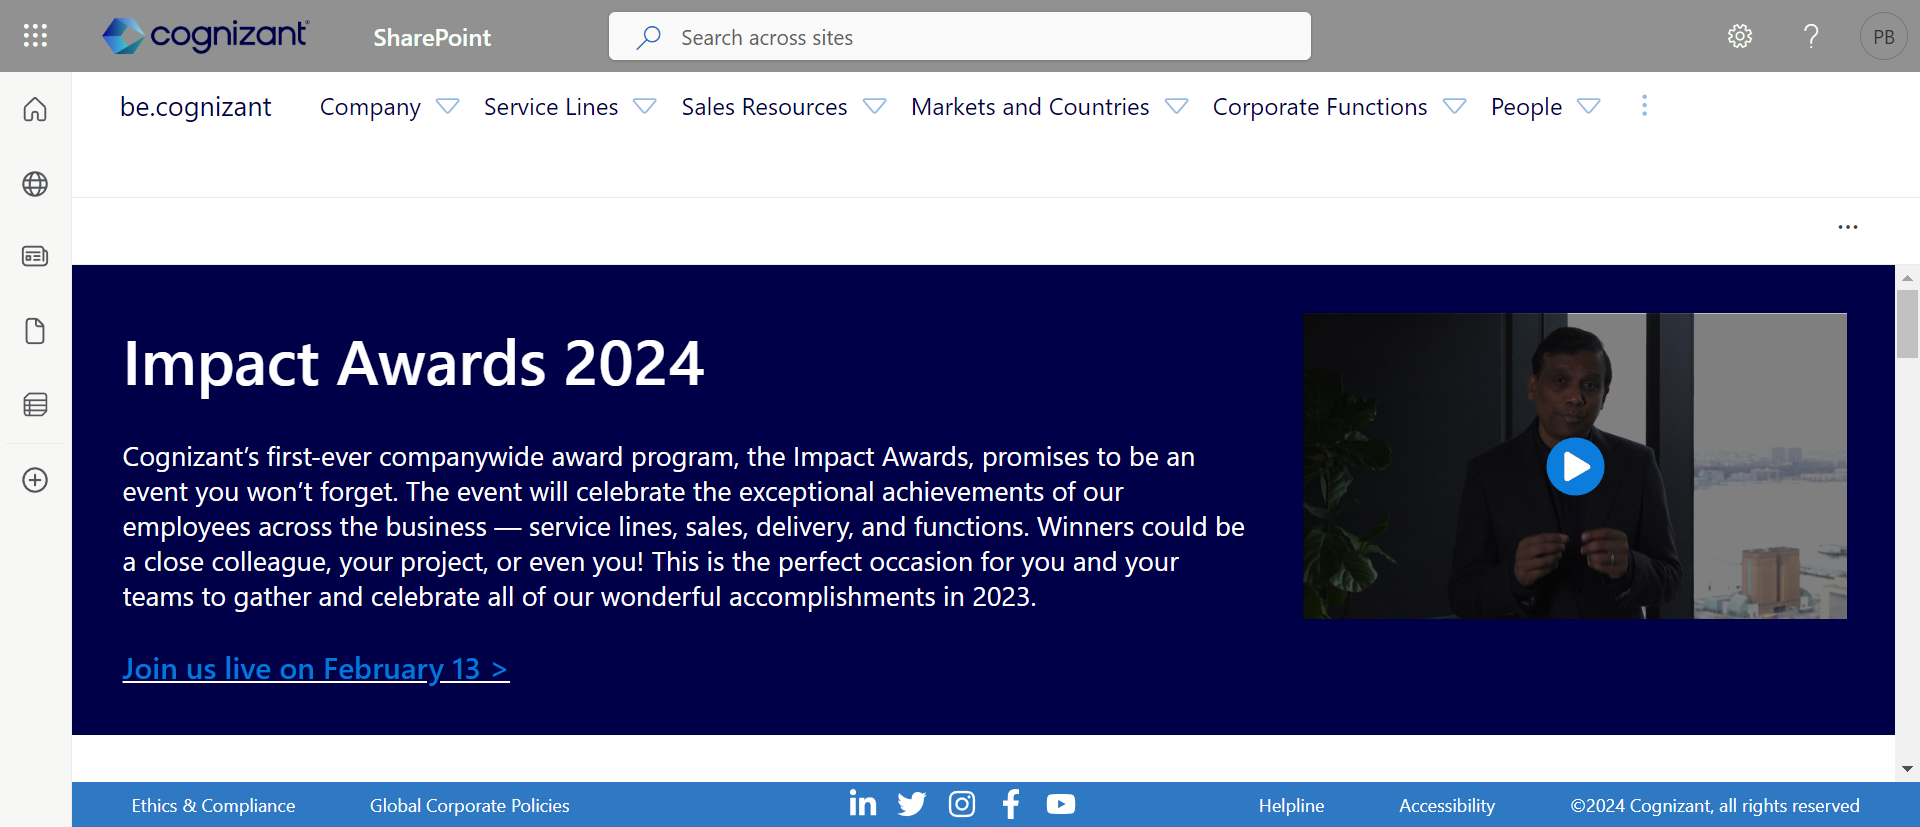 cognizant
SharePoint
Search across sites
PB
be.cognizant
Company
Service Lines
Sales Resources
Markets and Countries
Corporate Functions
People
Impact Awards 2024
Cognizant’s first-ever companywide award program, the Impact Awards, promises to be an
event you won’t forget. The event will celebrate the exceptional achievements of our
employees across the business — service lines, sales, delivery, and functions. Winners could be
a close colleague, your project, or even you! This is the perfect occasion for you and your
teams to gather and celebrate all of our wonderful accomplishments in 2023.
Join us live on February 13 >
Ethics & Compliance
Global Corporate Policies
Helpline
Accessibility
©2024 Cognizant, all rights reserved